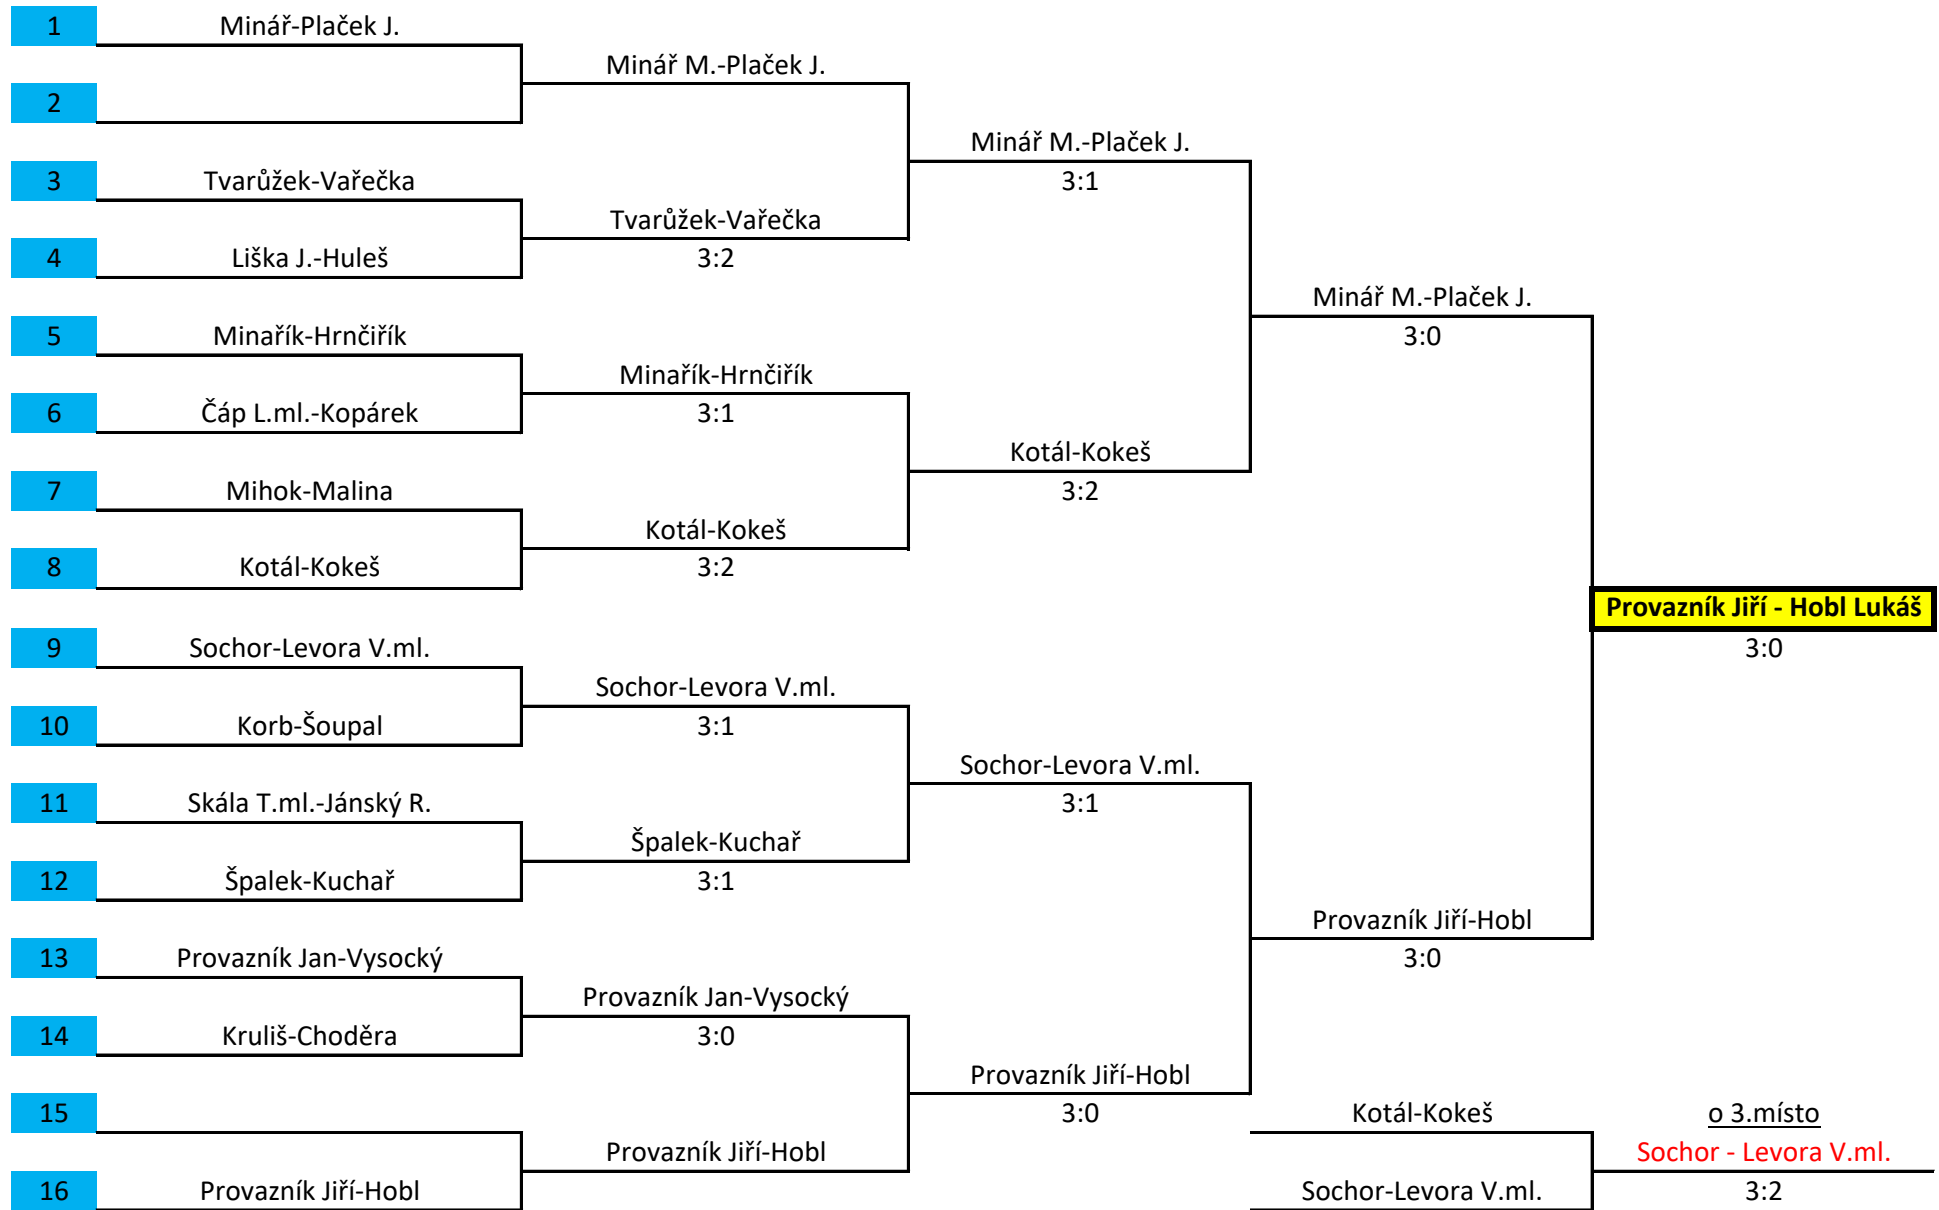 1 Minář-Plaček J.
Minář M.-Plaček J.
2
Minář M.-Plaček J.
3 Tvarůžek-Vařečka 3:1
Tvarůžek-Vařečka
4 Liška J.-Huleš 3:2
Minář M.-Plaček J.
5 Minařík-Hrnčiřík 3:0
Minařík-Hrnčiřík
6 Čáp L.ml.-Kopárek 3:1
Kotál-Kokeš
7 Mihok-Malina 3:2
Kotál-Kokeš
8 Kotál-Kokeš 3:2
Provazník Jiří - Hobl Lukáš
9 Sochor-Levora V.ml. 3:0
Sochor-Levora V.ml.
10 Korb-Šoupal 3:1
Sochor-Levora V.ml.
11 Skála T.ml.-Jánský R. 3:1
Špalek-Kuchař
12 Špalek-Kuchař 3:1
Provazník Jiří-Hobl
13 Provazník Jan-Vysocký 3:0
Provazník Jan-Vysocký
14 Kruliš-Choděra 3:0
Provazník Jiří-Hobl
15 3:0 Kotál-Kokeš o 3.místo
Provazník Jiří-Hobl Sochor - Levora V.ml.
16 Provazník Jiří-Hobl Sochor-Levora V.ml. 3:2